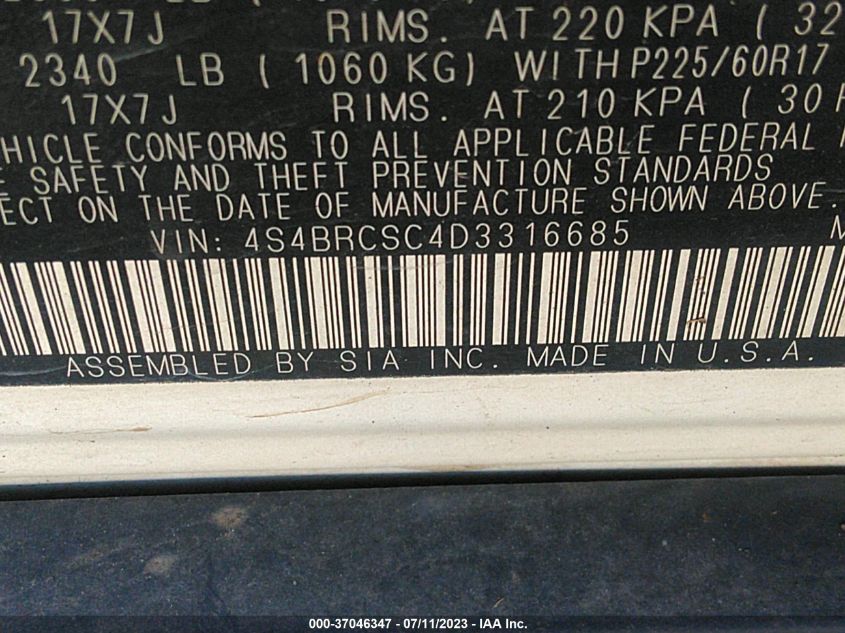 17X7J RIMS. AT 220 KPA ( 32
2340 LB ( 1060 KG) WITH P225/60R17
17X7J RIMS. AT 210 KPA ( 30
HICLE CONFORMS TO ALL APPLICABLE FEDERAL
SAFETY AND THEFT PREVENTION STANDARDS
ECT ON THE DATE OF MANUFACTURE SHOWN ABOVE.
VIN: 4S4BRCSC4D3316685
ASSEMBLED BY SIA INC. MADE IN U.S.A.
000-37046347 - 07/11/2023 - IAA Inc.